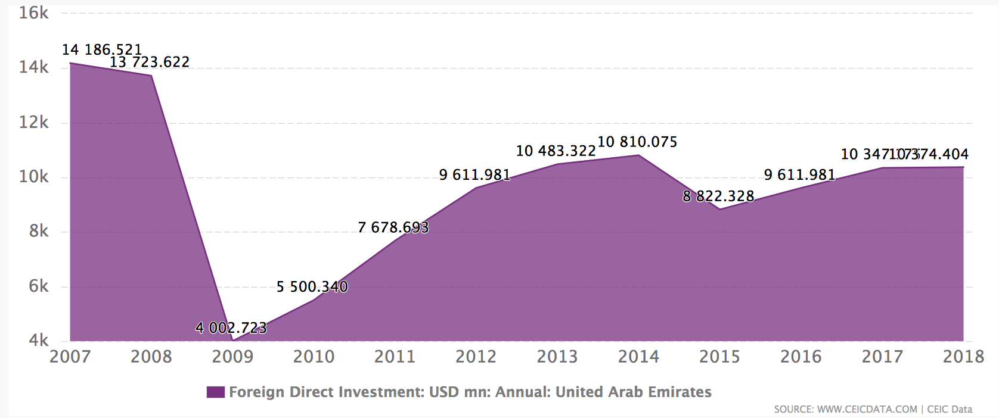 16k
14k
12k
10k
8k
6k
4k
14 186.521
13 723.622
4 002.723
5 500.340
7 678.693
9 611.981
10 483.322
10 810.075
8 822.328
9 611.981
10 374.404
2007 2008 2009 2010 2011 2012 2013 2014 2015 2016 2017 2018
Foreign Direct Investment: USD mn: Annual: United Arab Emirates
SOURCE: WWW.CEICDATA.COM | CEIC Data